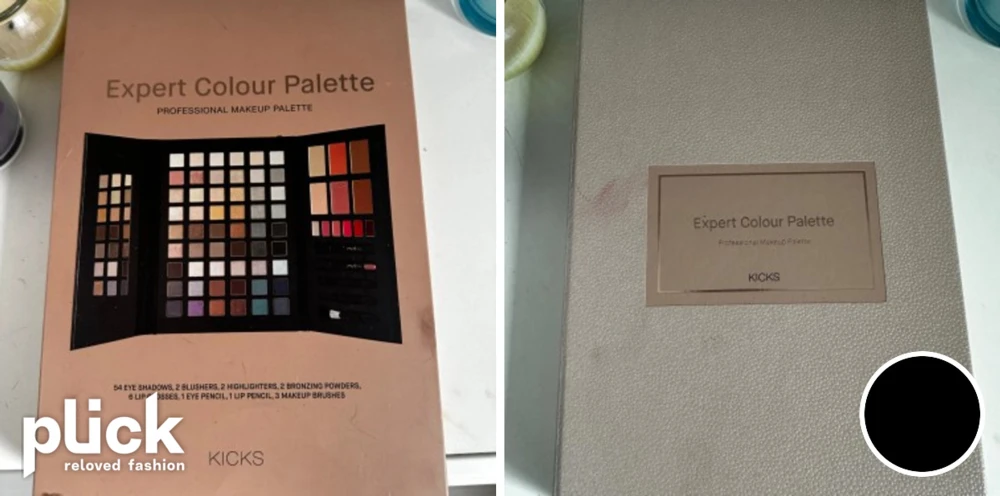 Expert Colour Palette
PROFESSIONAL MAKEUP PALETTE
54 EYE SHADOWS, 2 BLUSHERS, 2 HIGHLIGHTERS, 2 BRONZING POWDERS,
6 LIP GLOSSES, 1 EYE PENCIL, 1 LIP PENCIL, 3 MAKEUP BRUSHES
KICKS
plick
reloved fashion
Expert Colour Palette
Professional Makeup Palette
KICKS